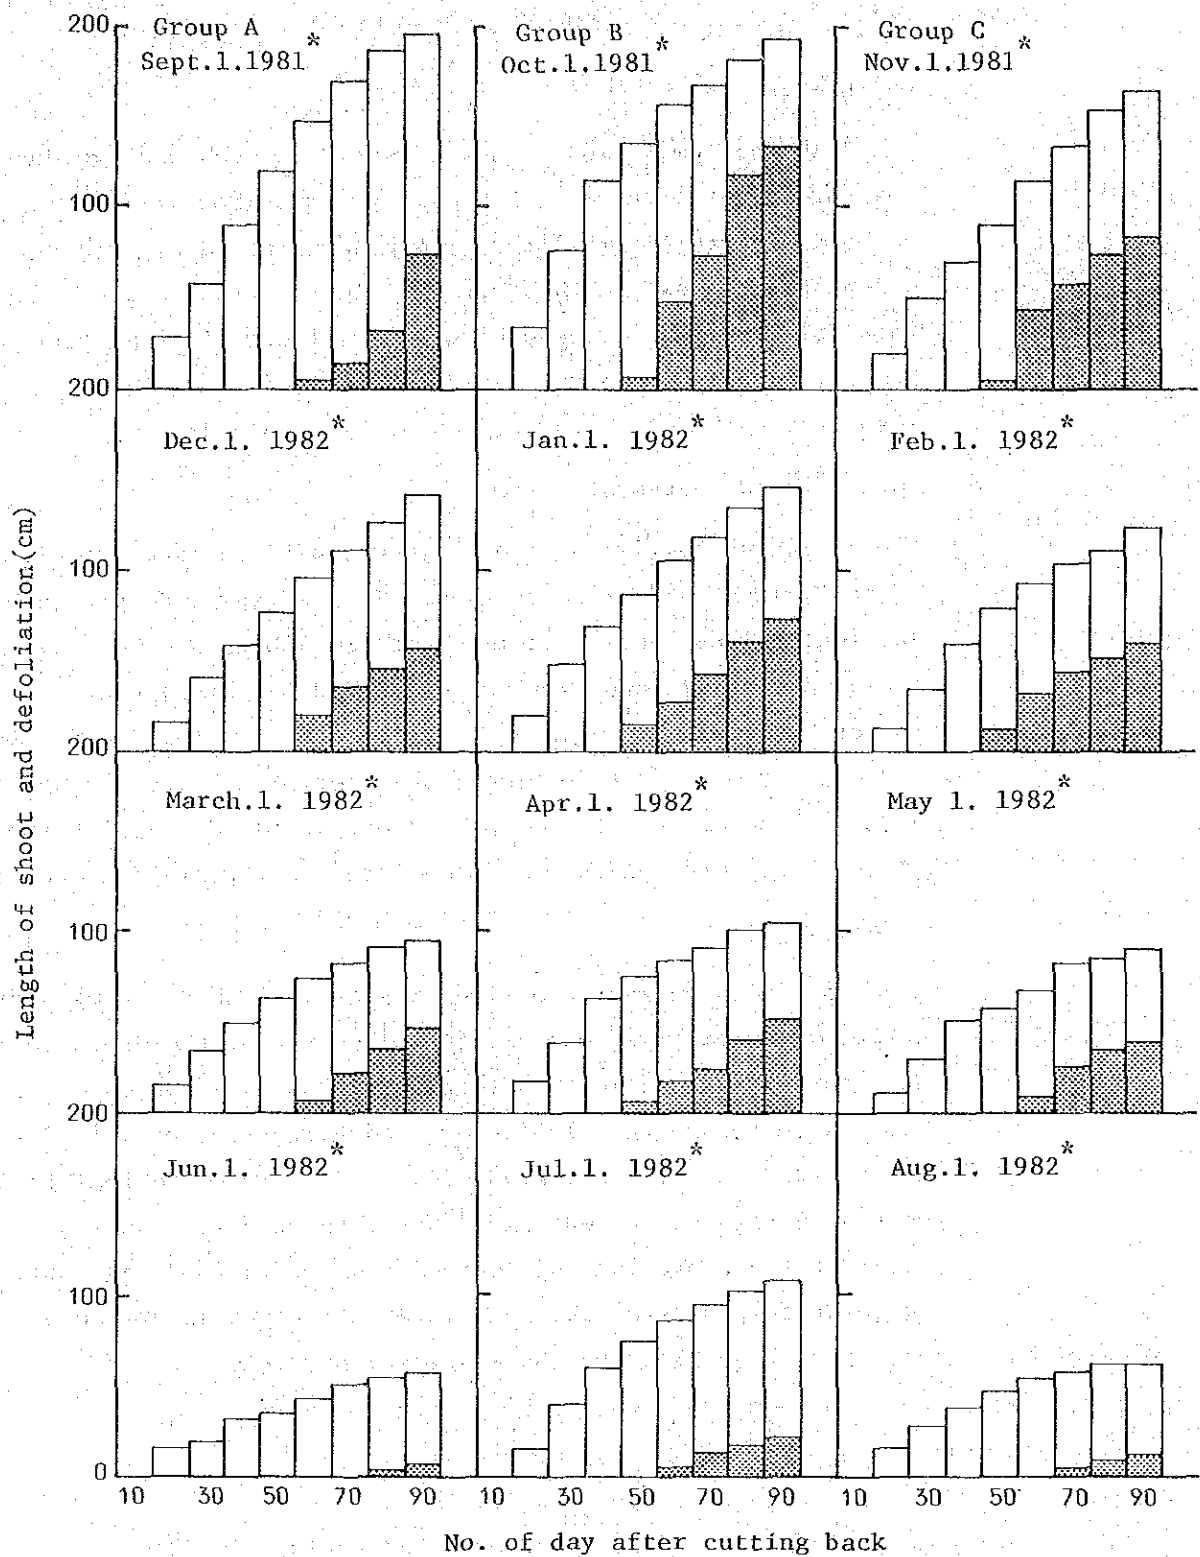 200
Group A
Sept.1.1981*
Group B
Oct.1.1981*
Group C
Nov.1.1981*
100
200
Dec.1. 1982*
Jan.1. 1982*
Feb.1. 1982*
100
200
March.1. 1982*
Apr.1. 1982*
May 1. 1982*
100
200
Jun.1. 1982*
Jul.1. 1982*
Aug.1. 1982*
100
0
10 30 50 70 90 10 30 50 70 90 10 30 50 70 90
No. of day after cutting back
Length of shoot and defoliation(cm)